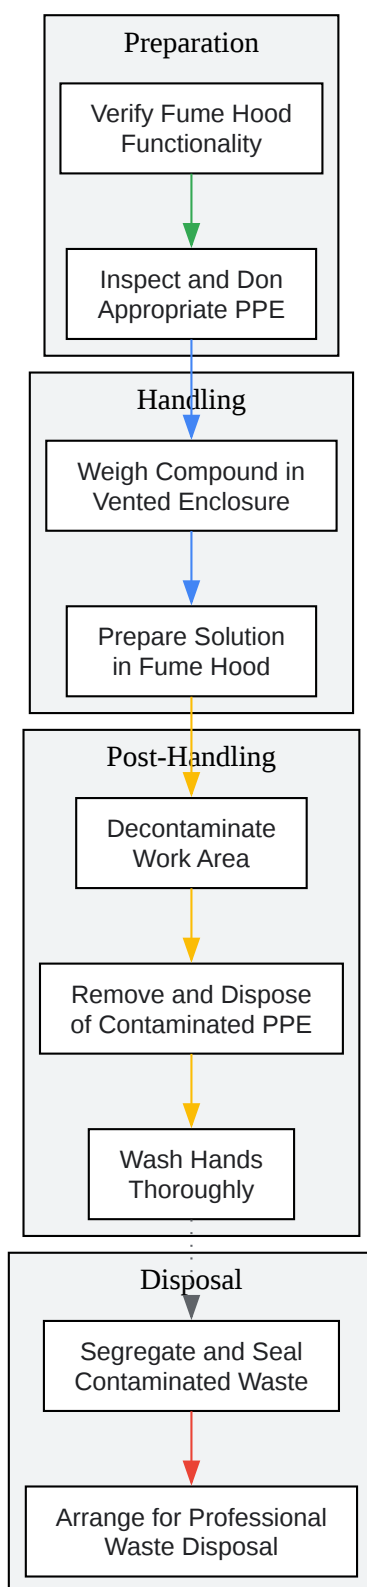 Preparation
Verify Fume Hood
Functionality
Inspect and Don
Appropriate PPE
Handling
Weigh Compound in
Vented Enclosure
Prepare Solution
in Fume Hood
Post-Handling
Decontaminate
Work Area
Remove and Dispose
of Contaminated PPE
Wash Hands
Thoroughly
Disposal
Segregate and Seal
Contaminated Waste
Arrange for Professional
Waste Disposal